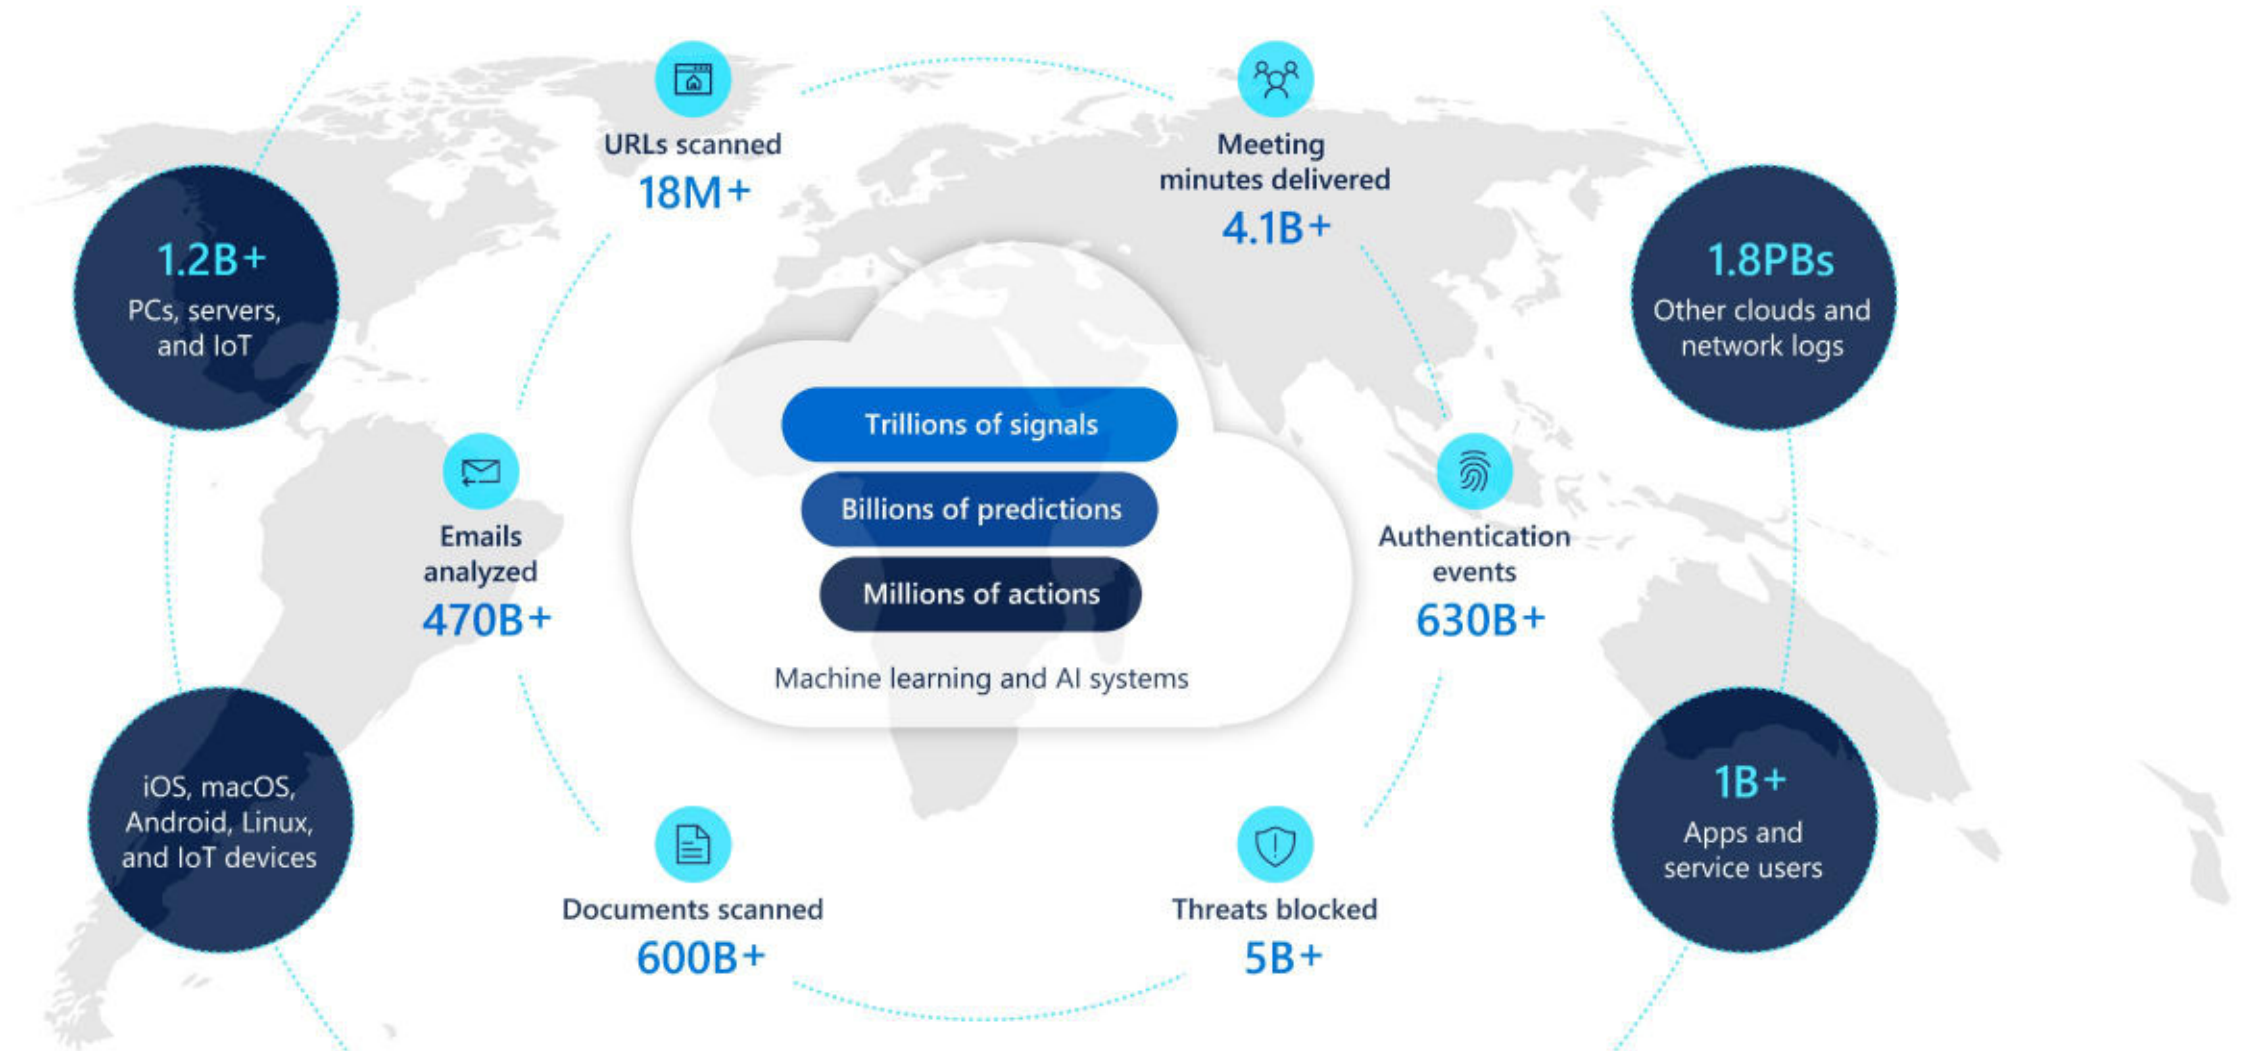 URLs scanned
18M+
Meeting
minutes delivered
4.1B+
1.2B+
PCs, servers,
and IoT
1.8PBs
Other clouds and
network logs
Trillions of signals
Billions of predictions
Millions of actions
Machine learning and AI systems
Emails
analyzed
470B+
Authentication
events
630B+
iOS, macOS,
Android, Linux,
and IoT devices
1B+
Apps and
service users
Documents scanned
600B+
Threats blocked
5B+